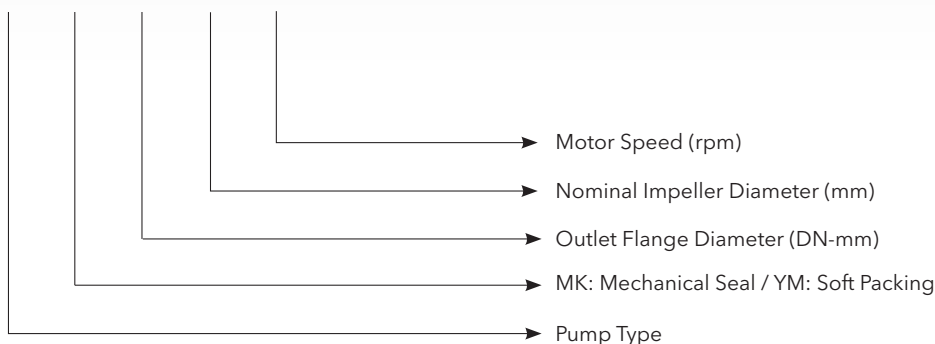 Motor Speed (rpm)
Nominal Impeller Diameter (mm)
Outlet Flange Diameter (DN-mm)
MK: Mechanical Seal / YM: Soft Packing
Pump Type